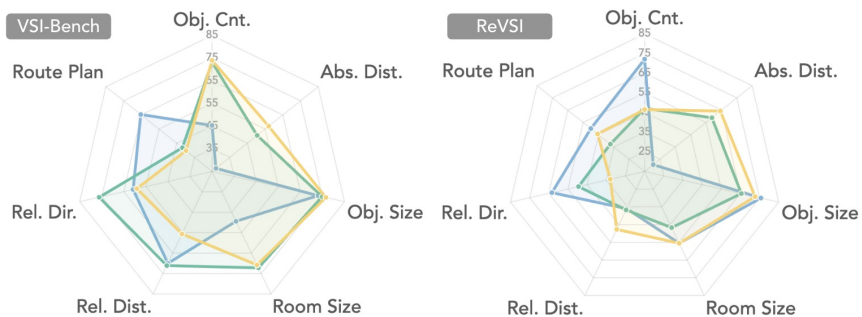 VSI-Bench
Obj. Cnt.
85
75
65
55
45
35
Route Plan
Abs. Dist.
Rel. Dir.
Obj. Size
Rel. Dist.
Room Size
ReVSI
Obj. Cnt.
85
75
65
55
35
25
Route Plan
Abs. Dist.
Rel. Dir.
Obj. Size
Rel. Dist.
Room Size